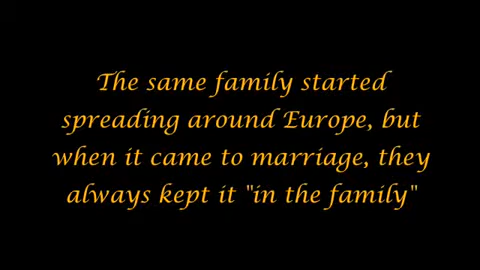 The same family started
spreading around Europe, but
when it came to marriage, they
always kept it "in the family"